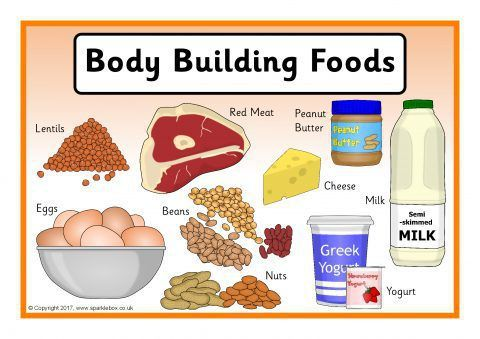 Body Building Foods
Lentils
Red Meat
Peanut
Butter
Peanut
Butter
Cheese
Milk
Semi
-skimmed
MILK
Eggs
Beans
Greek
Yogurt
Strawberry
Yogurt
Yogurt
Nuts
© Copyright 2017, www.sparklebox.co.uk